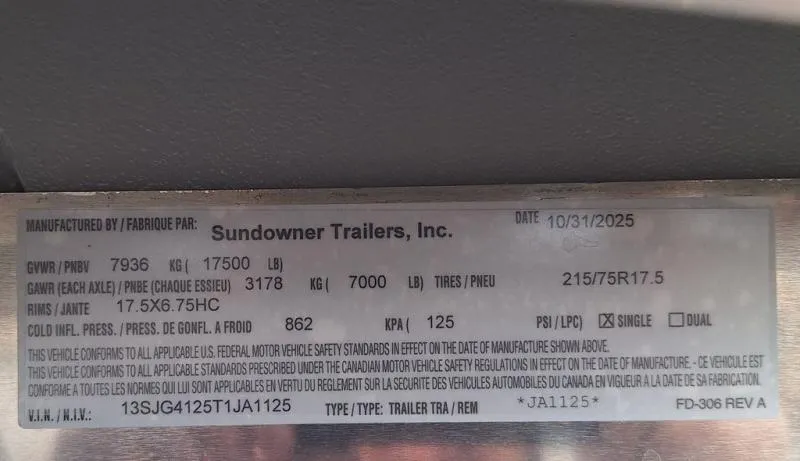 MANUFACTURED BY / FABRIQUE PAR: Sundowner Trailers, Inc. DATE 10/31/2025
GVWR / PNBV 7936 KG ( 17500 LB)
GAWR (EACH AXLE) / PNBE (CHAQUE ESSIEU) 3178 KG ( 7000 LB) TIRES / PNEU 215/75R17.5
RIMS / JANTE 17.5X6.75HC
COLD INFL. PRESS. / PRESS. DE GONFL. A FROID 862 KPA ( 125 PSI / LPC) ☒ SINGLE ☐ DUAL
THIS VEHICLE CONFORMS TO ALL APPLICABLE U.S. FEDERAL MOTOR VEHICLE SAFETY STANDARDS IN EFFECT ON THE DATE OF MANUFACTURE SHOWN ABOVE.
THIS VEHICLE CONFORMS TO ALL APPLICABLE STANDARDS PRESCRIBED UNDER THE CANADIAN MOTOR VEHICLE SAFETY REGULATIONS IN EFFECT ON THE DATE OF MANUFACTURE. - CE VEHICULE EST
CONFORME A TOUTES LES NORMES QUI LUI SONT APPLICABLES EN VERTU DU REGLEMENT SUR LA SECURITE DES VEHICULES AUTOMOBILES DU CANADA EN VIGUEUR A LA DATE DE SA FABRICATION.
V.I.N. / N.I.V.: 13SJG4125T1JA1125 TYPE / TYPE: TRAILER TRA / REM *JA1125* FD-306 REV A